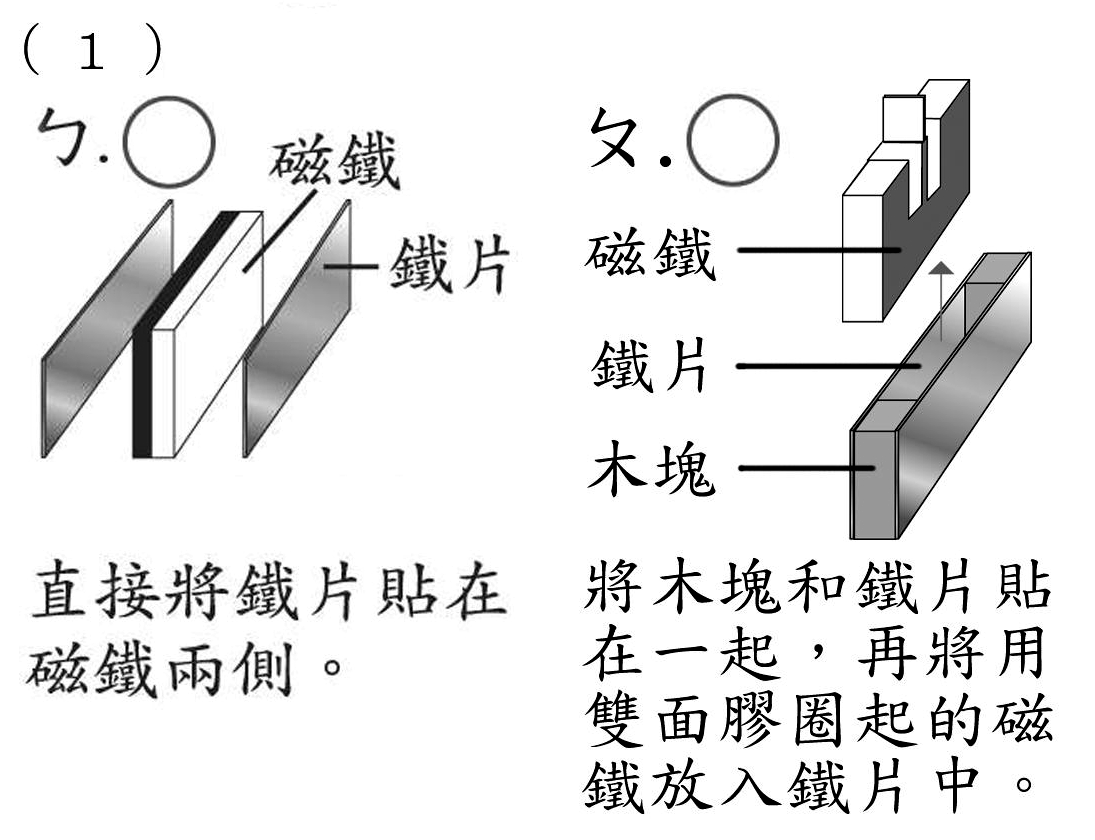 ( 1 )
ㄅ.
磁鐵
鐵片
直接將鐵片貼在
磁鐵兩側。
ㄆ.
磁鐵
鐵片
木塊
將木塊和鐵片貼
在一起，再將用
雙面膠圈起的磁
鐵放入鐵片中。